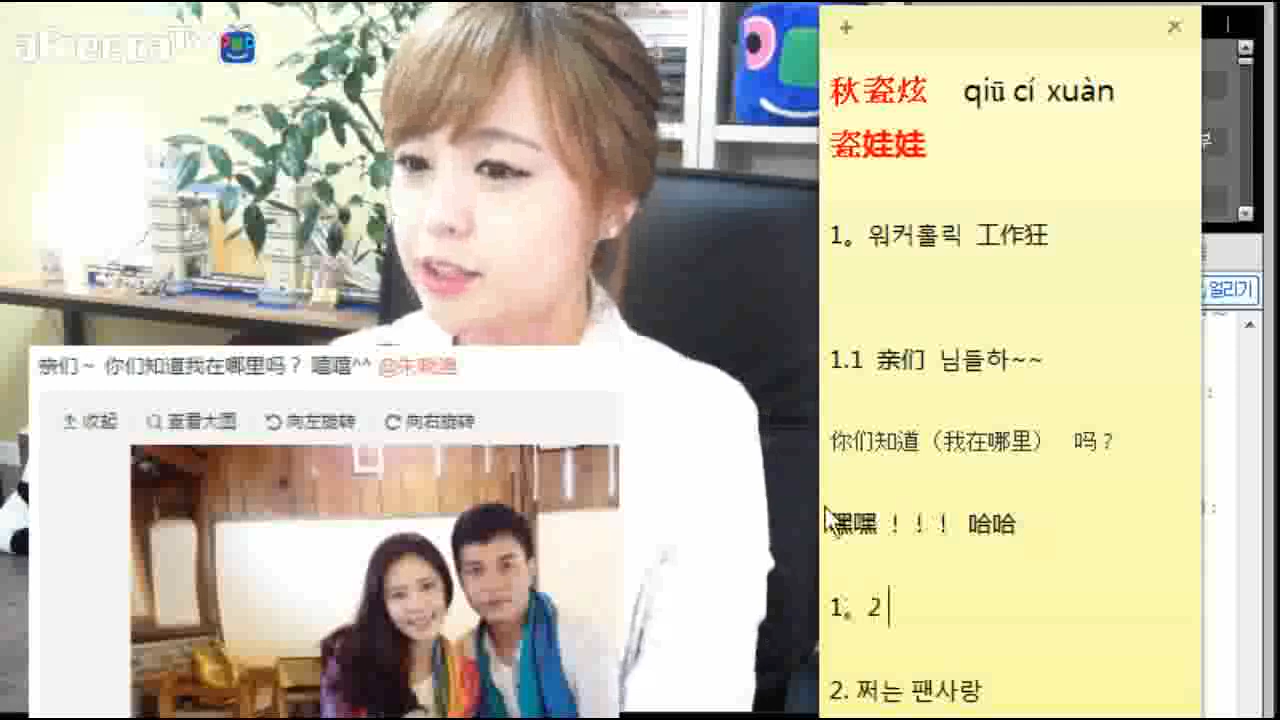 afreecaTV
秋瓷炫 qiū cí xuàn
瓷娃娃
1。워커홀릭 工作狂
1.1 亲们 님들하~~
你们知道（我在哪里） 吗？
嘿嘿！！！ 哈哈
1。2
2. 쩌는 팬사랑
亲们~ 你们知道我在哪里吗？ 嘻嘻^^
收起 查看大图 向左旋转 向右旋转
얼리기